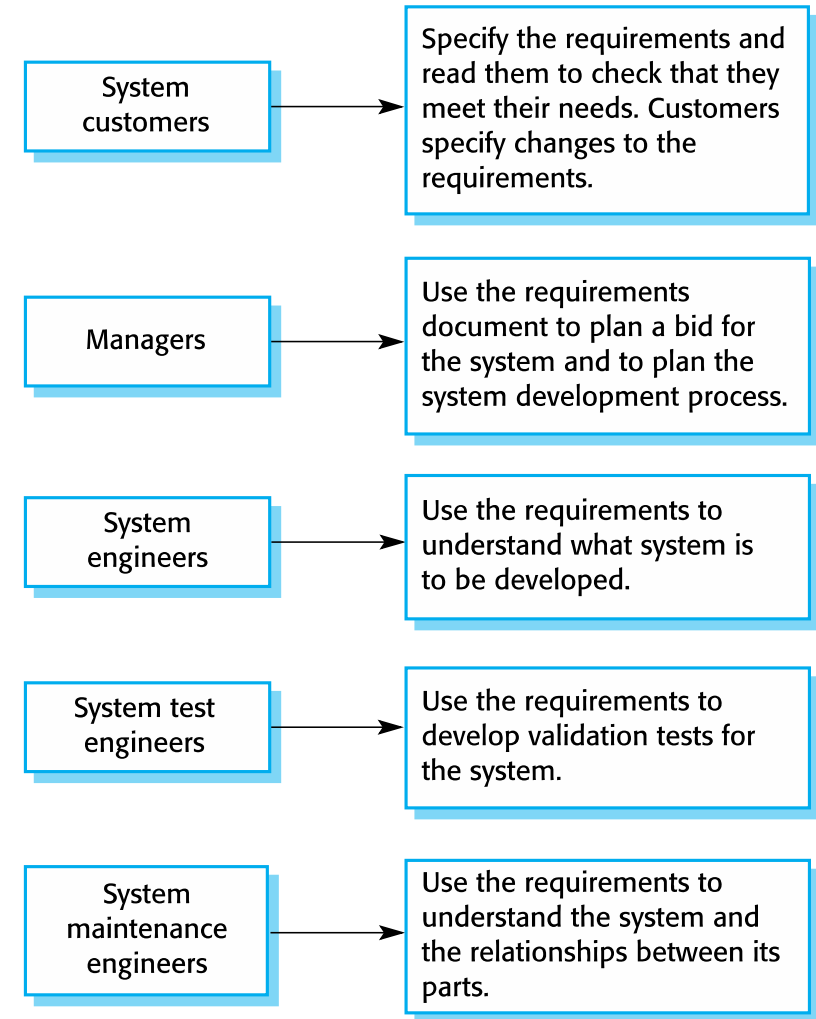 System
customers
Specify the requirements and
read them to check that they
meet their needs. Customers
specify changes to the
requirements.
Managers
Use the requirements
document to plan a bid for
the system and to plan the
system development process.
System
engineers
Use the requirements to
understand what system is
to be developed.
System test
engineers
Use the requirements to
develop validation tests for
the system.
System
maintenance
engineers
Use the requirements to
understand the system and
the relationships between its
parts.